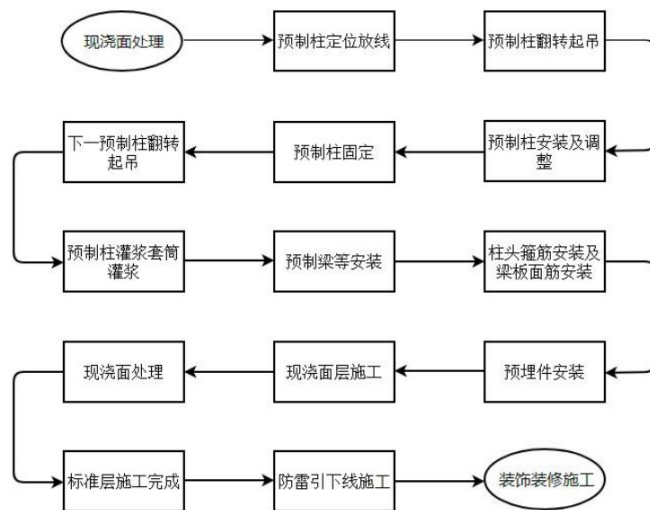 现浇面处理
预制柱定位放线
预制柱翻转起吊
预制柱安装及调
整
预制柱固定
下一预制柱翻转
起吊
预制柱灌浆套筒
灌浆
预制梁等安装
柱头箍筋安装及
梁板面筋安装
预埋件安装
现浇面层施工
现浇面处理
标准层施工完成
防雷引下线施工
装饰装修施工